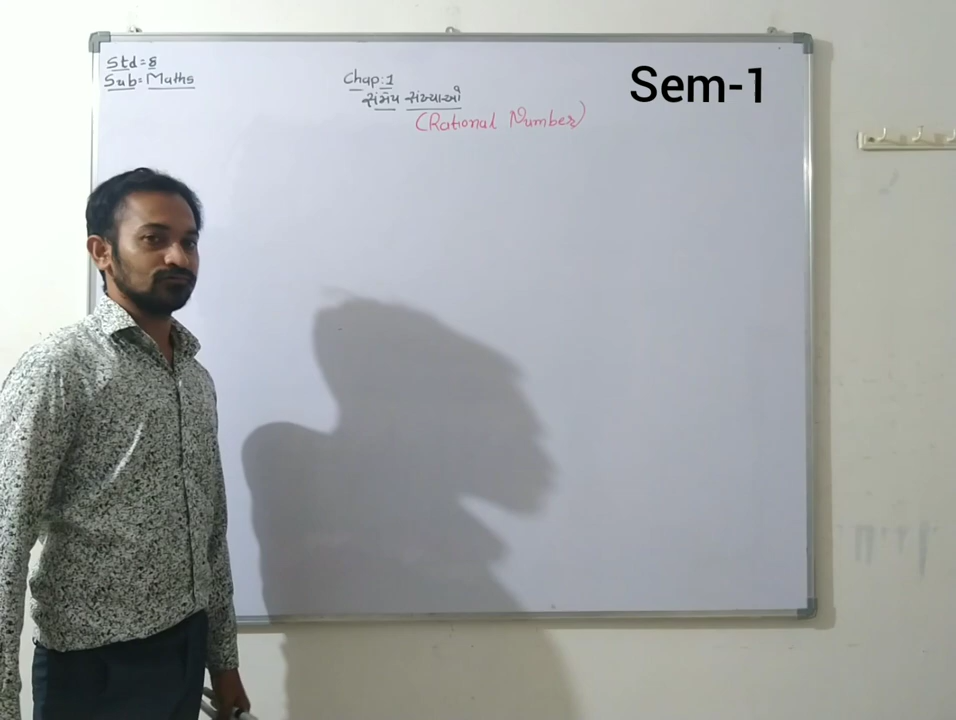 Std = 8
Sub = Maths
Chap:1
સંમેય સંખ્યાઓ
(Rational Number)
Sem-1